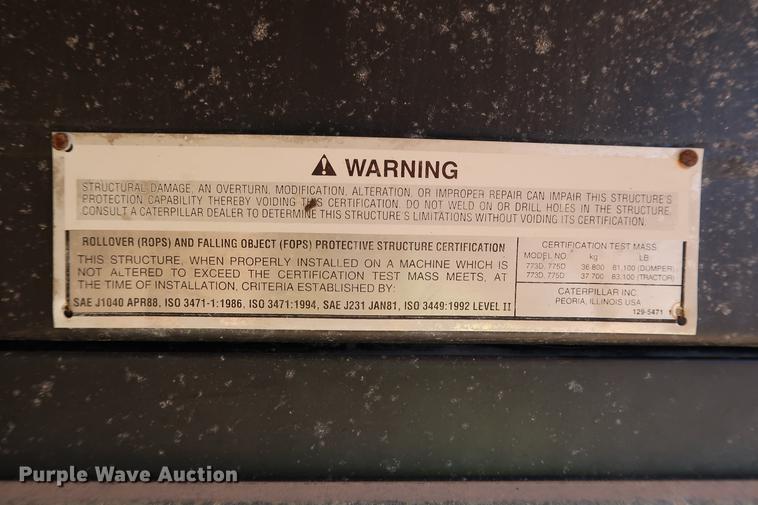 WARNING
STRUCTURAL DAMAGE, AN OVERTURN, MODIFICATION, ALTERATION, OR IMPROPER REPAIR CAN IMPAIR THIS STRUCTURE'S
PROTECTION CAPABILITY THEREBY VOIDING THIS CERTIFICATION. DO NOT WELD ON OR DRILL HOLES IN THE STRUCTURE.
CONSULT A CATERPILLAR DEALER TO DETERMINE THIS STRUCTURE'S LIMITATIONS WITHOUT VOIDING ITS CERTIFICATION.
ROLLOVER (ROPS) AND FALLING OBJECT (FOPS) PROTECTIVE STRUCTURE CERTIFICATION
THIS STRUCTURE, WHEN PROPERLY INSTALLED ON A MACHINE WHICH IS
NOT ALTERED TO EXCEED THE CERTIFICATION TEST MASS MEETS, AT
THE TIME OF INSTALLATION, CRITERIA ESTABLISHED BY:
SAE J1040 APR88, ISO 3471-1:1986, ISO 3471:1994, SAE J231 JAN81, ISO 3449:1992 LEVEL II
CERTIFICATION TEST MASS
MODEL NO. kg LB
773D, 775D 36 800 81,100 (DUMPER)
773D, 775D 37 700 83,100 (TRACTOR)
CATERPILLAR INC.
PEORIA, ILLINOIS USA
129-5471
Purple Wave Auction